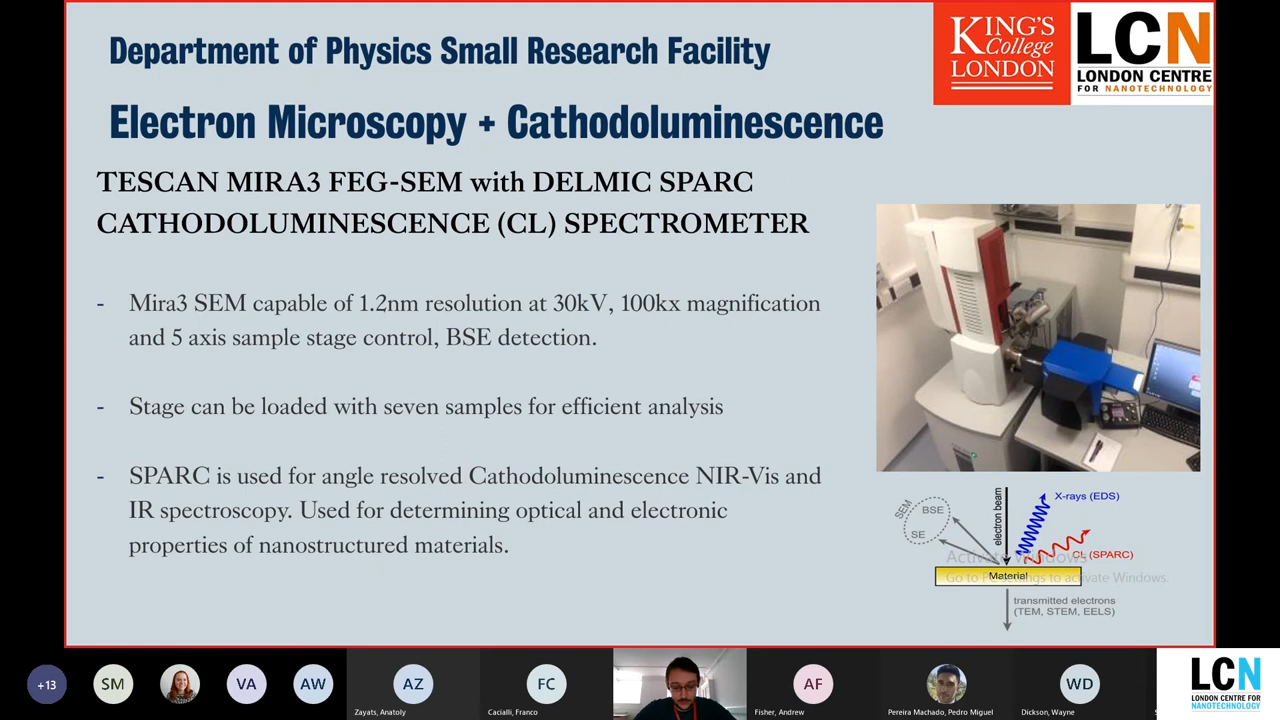 Department of Physics Small Research Facility
KING'S
College
LONDON
LCN
LONDON CENTRE
FOR NANOTECHNOLOGY
Electron Microscopy + Cathodoluminescence
TESCAN MIRA3 FEG-SEM with DELMIC SPARC
CATHODOLUMINESCENCE (CL) SPECTROMETER
- Mira3 SEM capable of 1.2nm resolution at 30kV, 100kx magnification
and 5 axis sample stage control, BSE detection.
- Stage can be loaded with seven samples for efficient analysis
- SPARC is used for angle resolved Cathodoluminescence NIR-Vis and
IR spectroscopy. Used for determining optical and electronic
properties of nanostructured materials.
SEM
BSE
SE
electron beam
X-rays (EDS)
CL (SPARC)
Activate Windows
Material
Go to PC settings to activate Windows.
transmitted electrons
(TEM, STEM, EELS)
+13
SM
VA
AW
AZ
Zayats, Anatoly
FC
Cacialli, Franco
AF
Fisher, Andrew
Pereira Machado, Pedro Miguel
WD
Dickson, Wayne
LCN
LONDON CENTRE FOR
NANOTECHNOLOGY